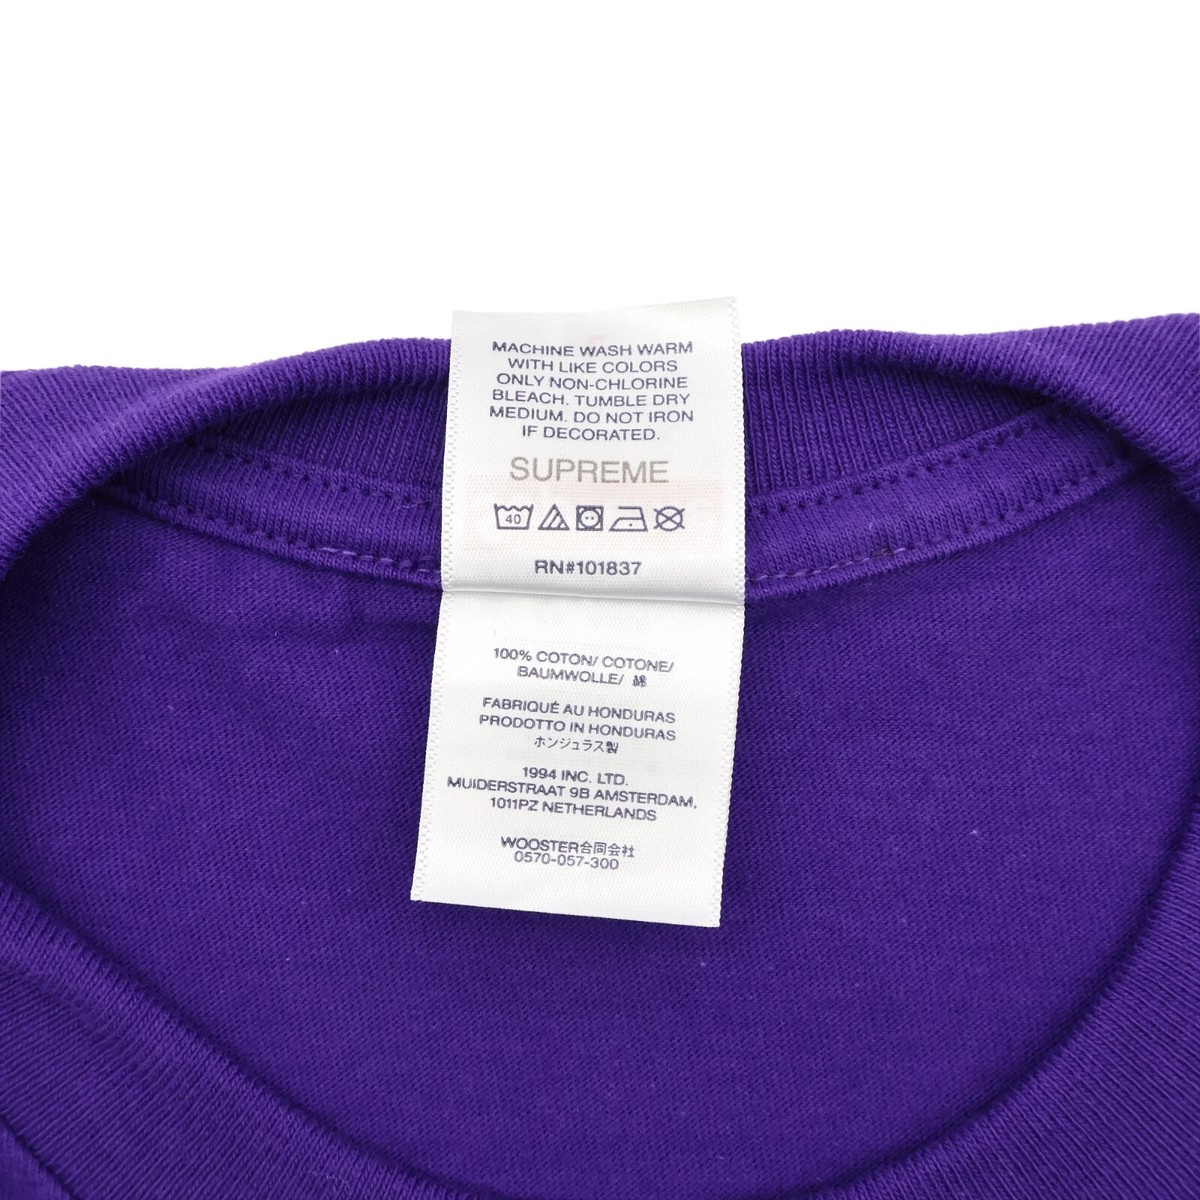 MACHINE WASH WARM
WITH LIKE COLORS
ONLY NON-CHLORINE
BLEACH. TUMBLE DRY
MEDIUM. DO NOT IRON
IF DECORATED.
SUPREME
40
RN#101837
100% COTON/ COTONE/
BAUMWOLLE/ 綿
FABRIQUÉ AU HONDURAS
PRODOTTO IN HONDURAS
ホンジュラス製
1994 INC. LTD.
MUIDERSTRAAT 9B AMSTERDAM,
1011PZ NETHERLANDS
WOOSTER合同会社
0570-057-300